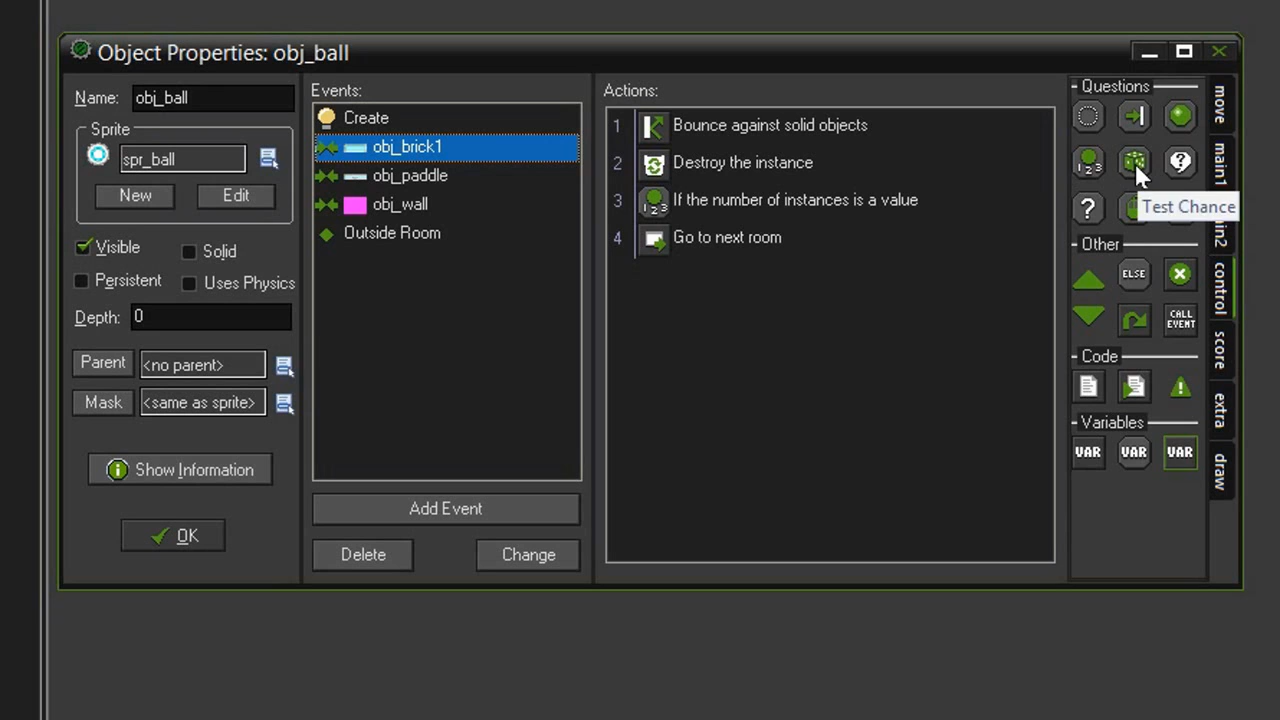 Object Properties: obj_ball
Name: obj_ball
Sprite
spr_ball
New Edit
Visible Solid
Persistent Uses Physics
Depth: 0
Parent <no parent>
Mask <same as sprite>
Show Information
OK
Events:
Create
obj_brick1
obj_paddle
obj_wall
Outside Room
Add Event
Delete Change
Actions:
1 Bounce against solid objects
2 Destroy the instance
3 If the number of instances is a value
4 Go to next room
Questions
1 2 3
?
?
Test Chance
Other
ELSE
CALL EVENT
Code
Variables
VAR VAR VAR
move
main1
control
score
extra
draw